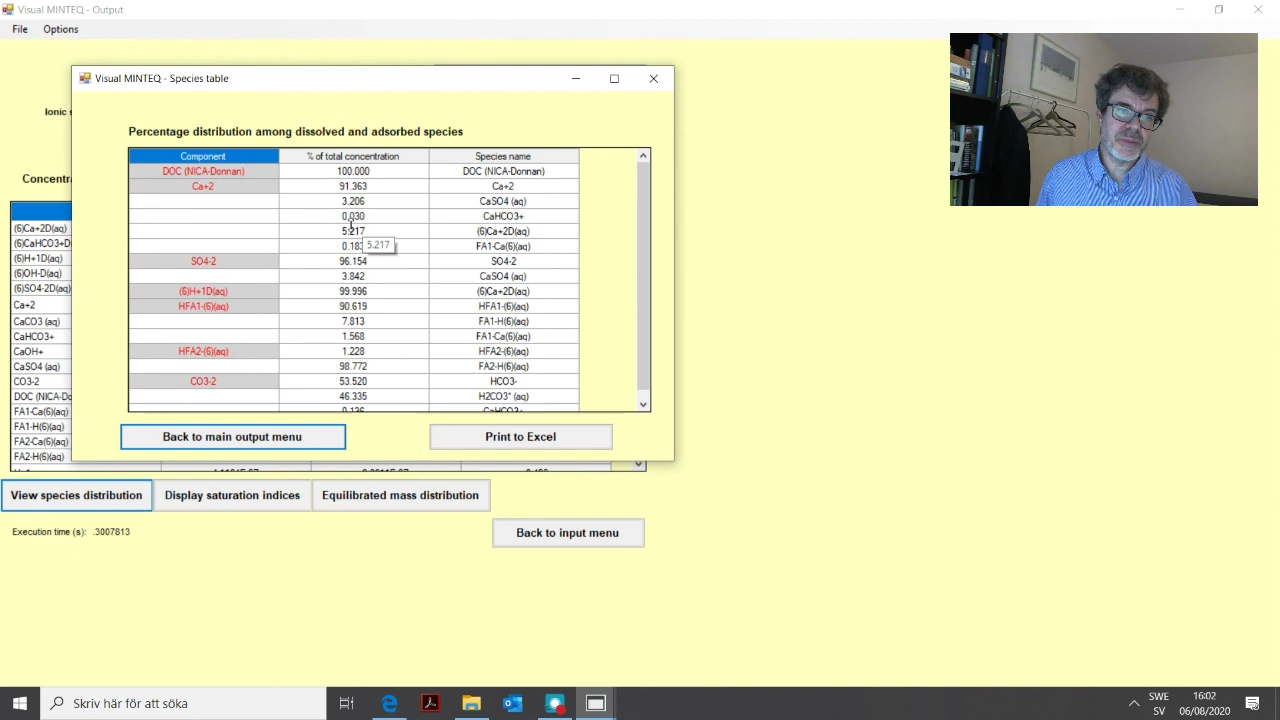 Visual MINTEQ - Output
File Options
Visual MINTEQ - Species table
Ionic s
Percentage distribution among dissolved and adsorbed species
Component % of total concentration Species name
DOC (NICA-Donnan) 100.000 DOC (NICA-Donnan)
Ca+2 91.363 Ca+2
3.206 CaSO4 (aq)
0.030 CaHCO3+
5.217 (6)Ca+2D(aq)
5.217
0.183 FA1-Ca(6)(aq)
SO4-2 96.154 SO4-2
3.842 CaSO4 (aq)
(6)H+1D(aq) 99.996 (6)Ca+2D(aq)
HFA1-(6)(aq) 90.619 HFA1-(6)(aq)
7.813 FA1-H(6)(aq)
1.568 FA1-Ca(6)(aq)
HFA2-(6)(aq) 1.228 HFA2-(6)(aq)
98.772 FA2-H(6)(aq)
CO3-2 53.520 HCO3-
46.335 H2CO3* (aq)
0.136 CaHCO3+
Back to main output menu Print to Excel
Concentra
(6)Ca+2D(aq)
(6)CaHCO3+D
(6)H+1D(aq)
(6)OH-D(aq)
(6)SO4-2D(aq)
Ca+2
CaCO3 (aq)
CaHCO3+
CaOH+
CaSO4 (aq)
CO3-2
DOC (NICA-Do
FA1-Ca(6)(aq)
FA1-H(6)(aq)
FA2-Ca(6)(aq)
FA2-H(6)(aq)
View species distribution Display saturation indices Equilibrated mass distribution
Execution time (s): .3007813
Back to input menu
Skriv här för att söka
SWE
SV
16:02
06/08/2020